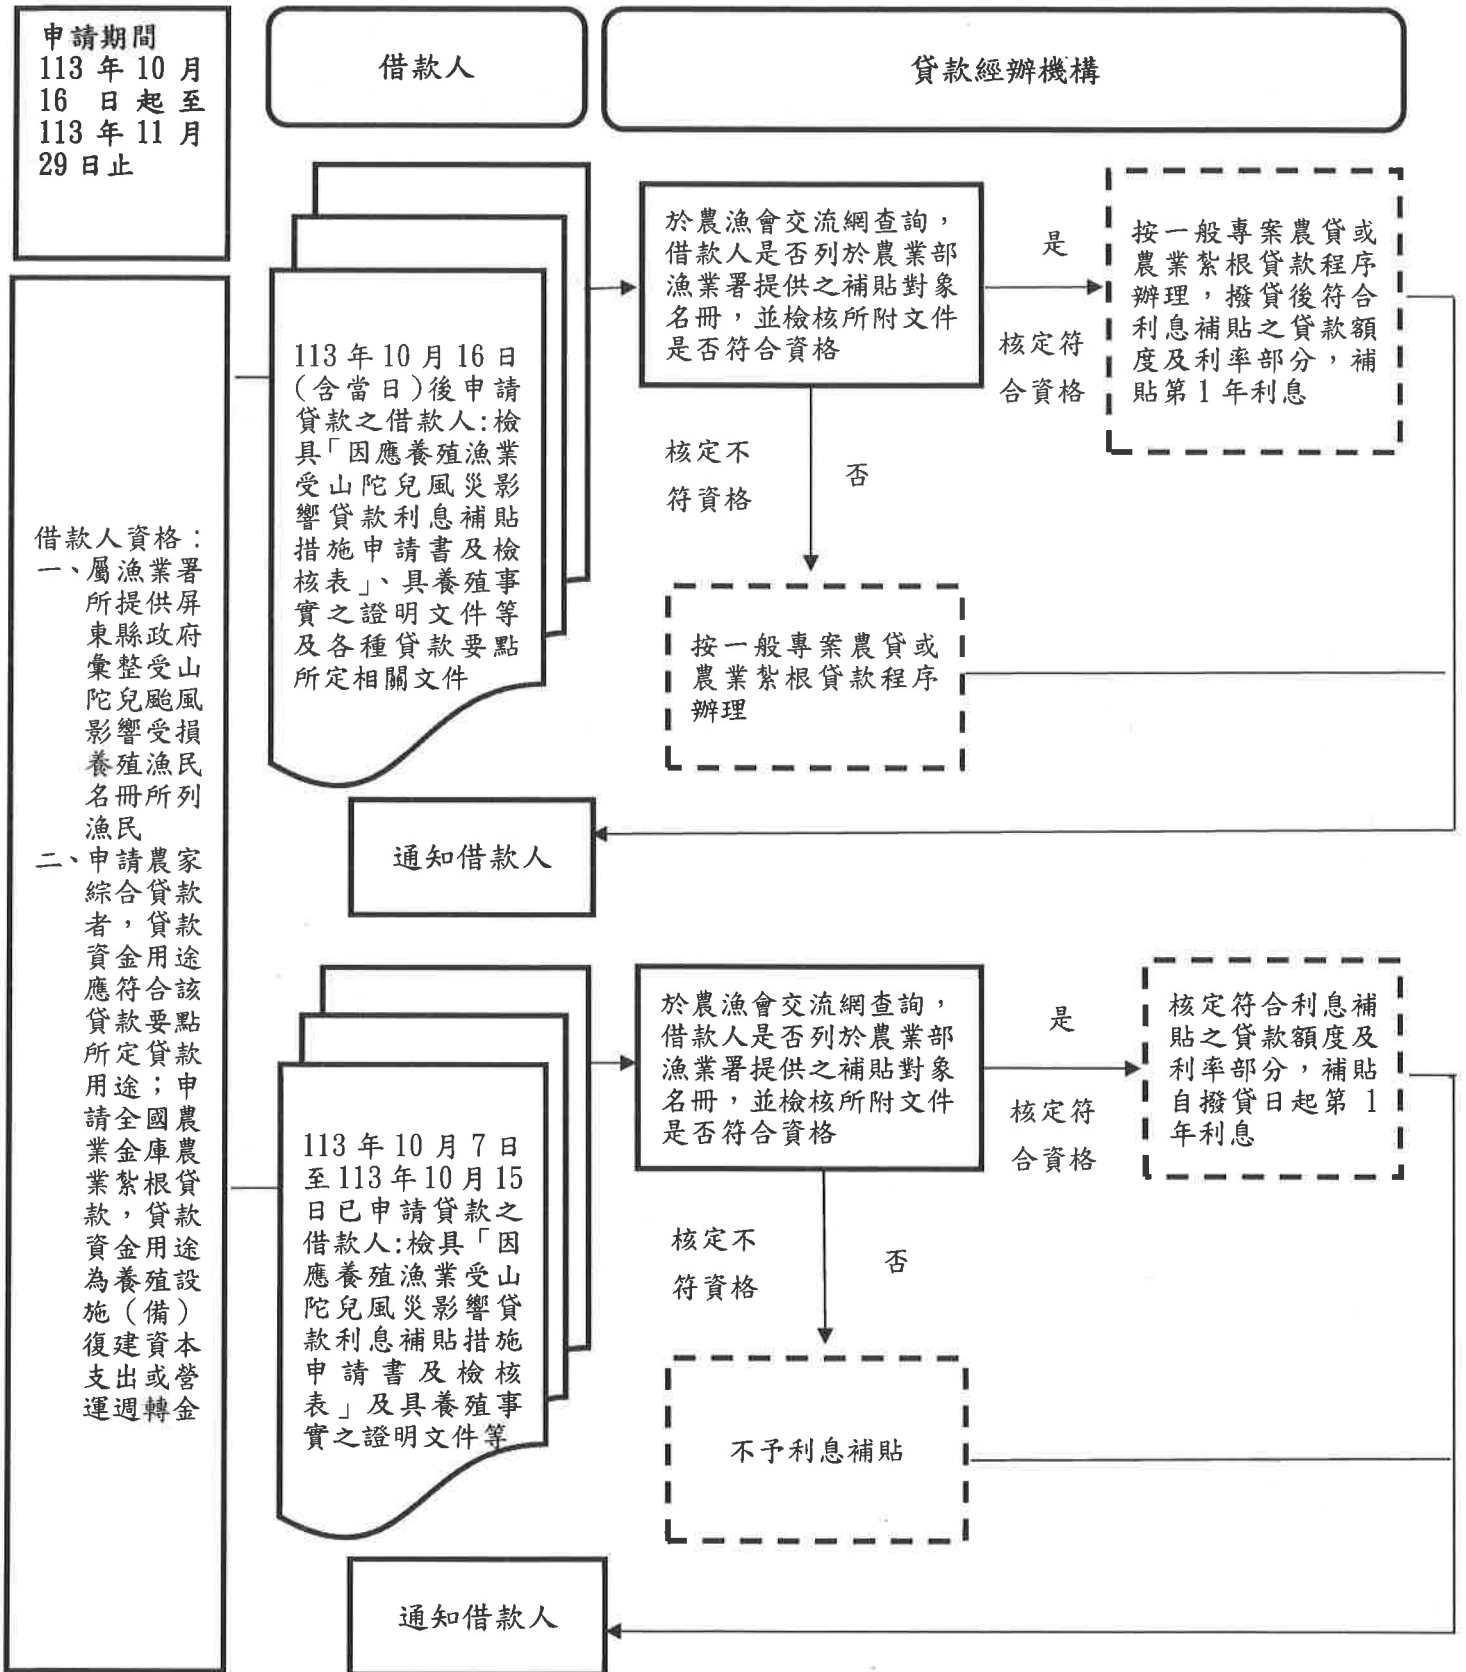 申請期間
113 年 10 月
16 日起至
113 年 11 月
29 日止
借款人
貸款經辦機構
借款人資格：
一、屬漁業署
所提供屏
東縣政府
彙整受山
陀兒颱風
影響受損
養殖漁民
名冊所列
漁民
二、申請農家
綜合貸款
者，貸款
資金用途
應符合該
貸款要點
所定貸款
用途；申
請全國農
業金庫農
業紮根貸
款，貸款
資金用途
為養殖設
施（備）
復建資本
支出或營
運週轉金
113 年 10 月 16 日
(含當日)後申請
貸款之借款人:檢
具「因應養殖漁業
受山陀兒風災影
響貸款利息補貼
措施申請書及檢
核表」、具養殖事
實之證明文件等
及各種貸款要點
所定相關文件
於農漁會交流網查詢，
借款人是否列於農業部
漁業署提供之補貼對象
名冊，並檢核所附文件
是否符合資格
是
核定符
合資格
按一般專案農貸或
農業紮根貸款程序
辦理，撥貸後符合
利息補貼之貸款額
度及利率部分，補
貼第 1 年利息
核定不
符資格
否
按一般專案農貸或
農業紮根貸款程序
辦理
通知借款人
113 年 10 月 7 日
至 113 年 10 月 15
日已申請貸款之
借款人:檢具「因
應養殖漁業受山
陀兒風災影響貸
款利息補貼措施
申請書及檢核
表」及具養殖事
實之證明文件等
於農漁會交流網查詢，
借款人是否列於農業部
漁業署提供之補貼對象
名冊，並檢核所附文件
是否符合資格
是
核定符
合資格
核定符合利息補
貼之貸款額度及
利率部分，補貼
自撥貸日起第 1
年利息
核定不
符資格
否
不予利息補貼
通知借款人